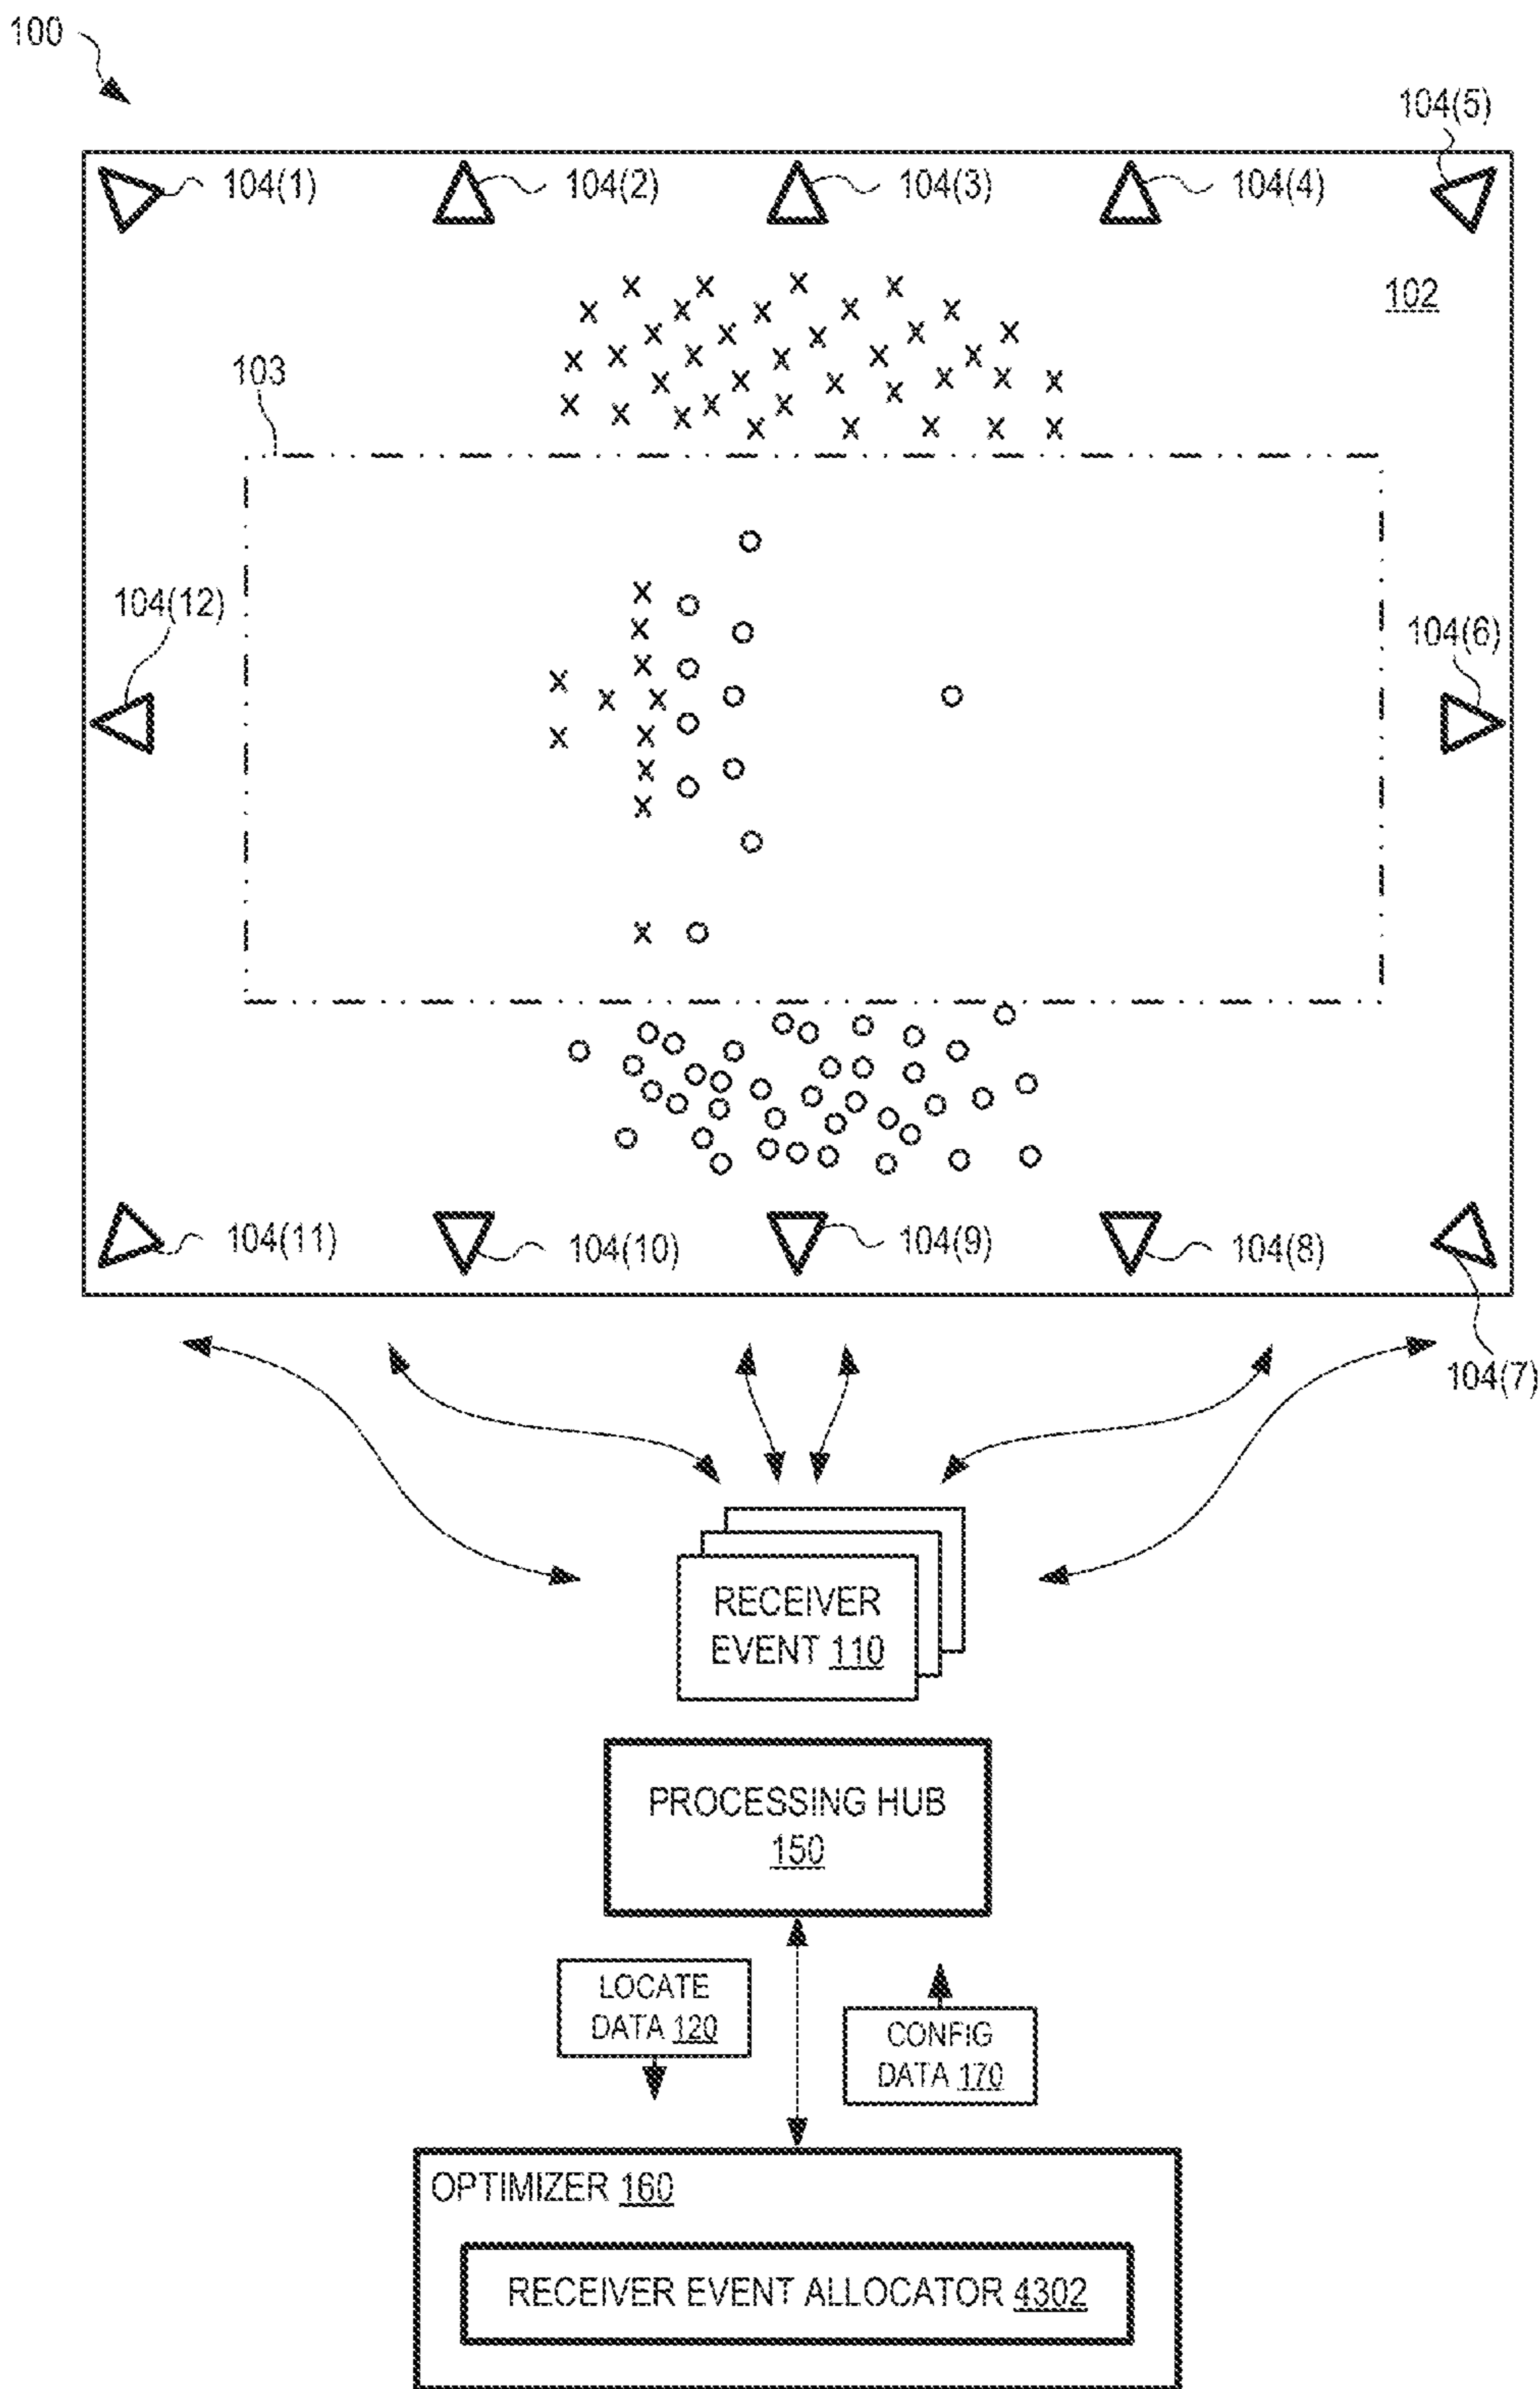 100
104(5)
104(1)
104(2)
104(3)
104(4)
102
103
104(12)
104(6)
104(11)
104(10)
104(9)
104(8)
104(7)
RECEIVER
EVENT 110
PROCESSING HUB
150
LOCATE
DATA 120
CONFIG
DATA 170
OPTIMIZER 160
RECEIVER EVENT ALLOCATOR 4302